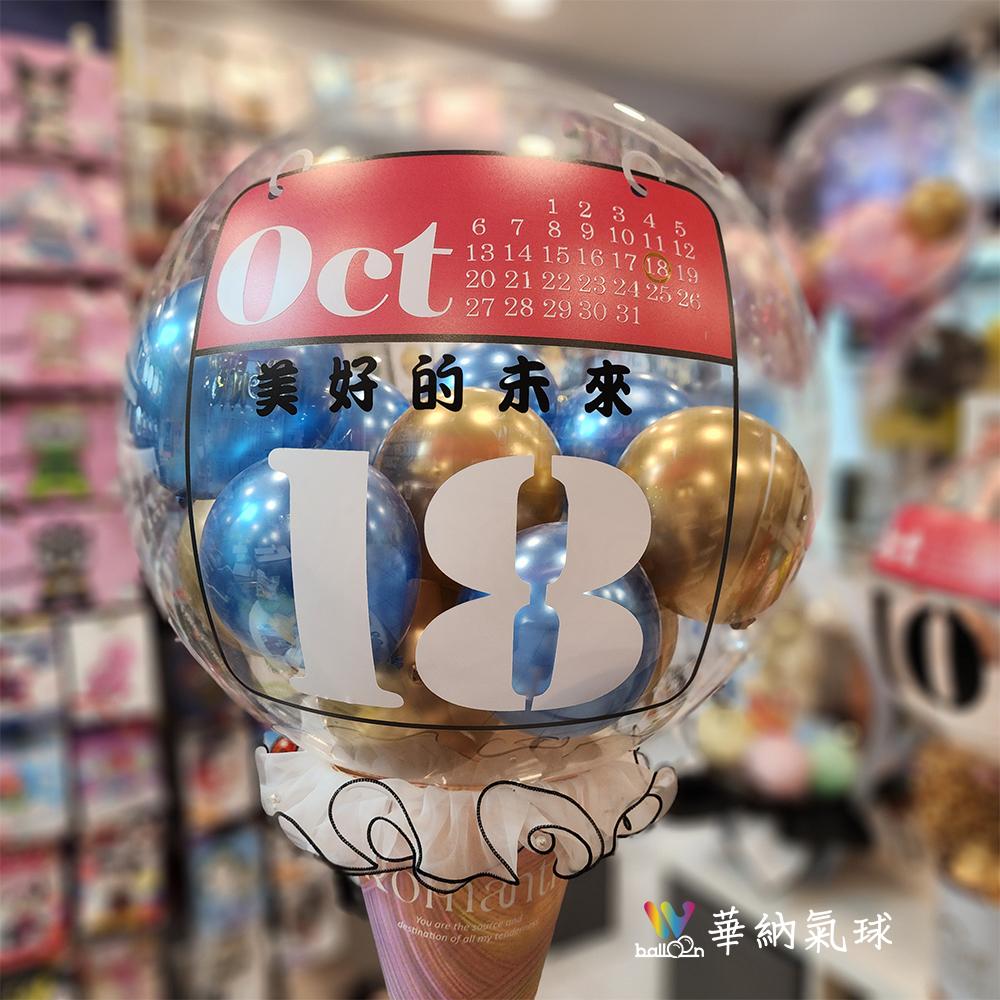 Oct
1 2 3 4 5
6 7 8 9 10 11 12
13 14 15 16 17 18 19
20 21 22 23 24 25 26
27 28 29 30 31
美好的未來
18
You are the source and
destination of all my tenderness
balloon 華納氣球